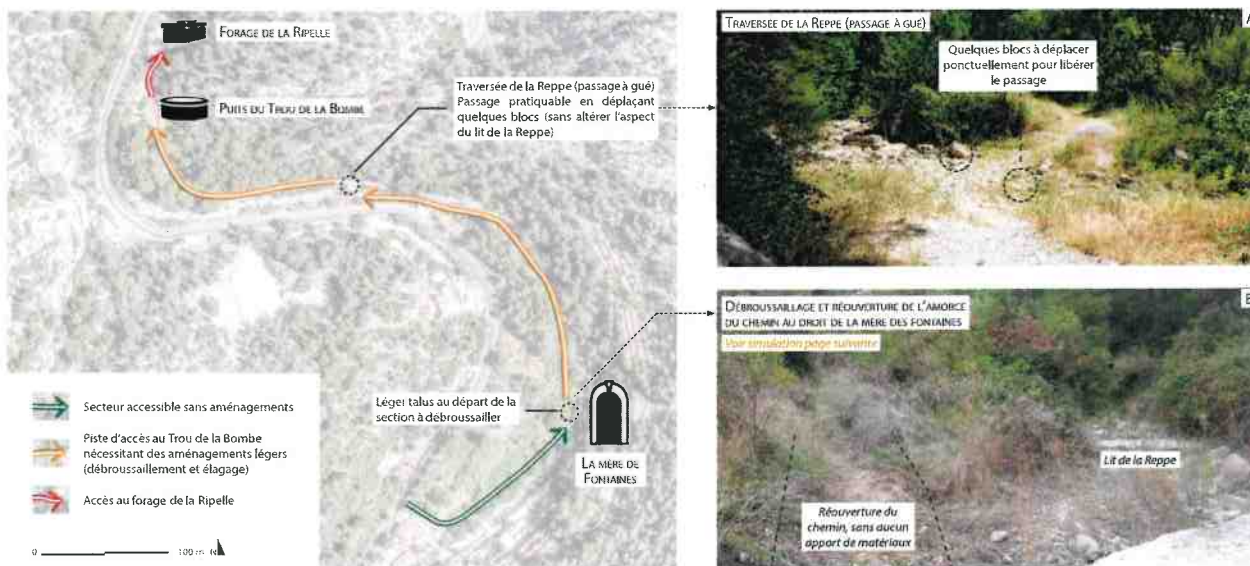 FORAGE DE LA RIPELLE
PUITS DU TROU DE LA BOMBE
Traversée de la Reppe (passage à gué)
Passage pratiquable en déplaçant
quelques blocs (sans altérer l'aspect
du lit de la Reppe)
Léger talus au départ de la
section à débroussailler
LA MÈRE DE
FONTAINES
Secteur accessible sans aménagements
Piste d'accès au Trou de la Bombe
nécessitant des aménagements légers
(débroussaillement et élagage)
Accès au forage de la Ripelle
0 100 m
TRAVERSÉE DE LA REPPE (PASSAGE À GUÉ)
Quelques blocs à déplacer
ponctuellement pour libérer
le passage
DÉBROUSSAILLAGE ET RÉOUVERTURE DE L'AMORCE
DU CHEMIN AU DROIT DE LA MÈRE DES FONTAINES
Voir simulation page suivante
Lit de la Reppe
Réouverture du
chemin, sans aucun
apport de matériaux